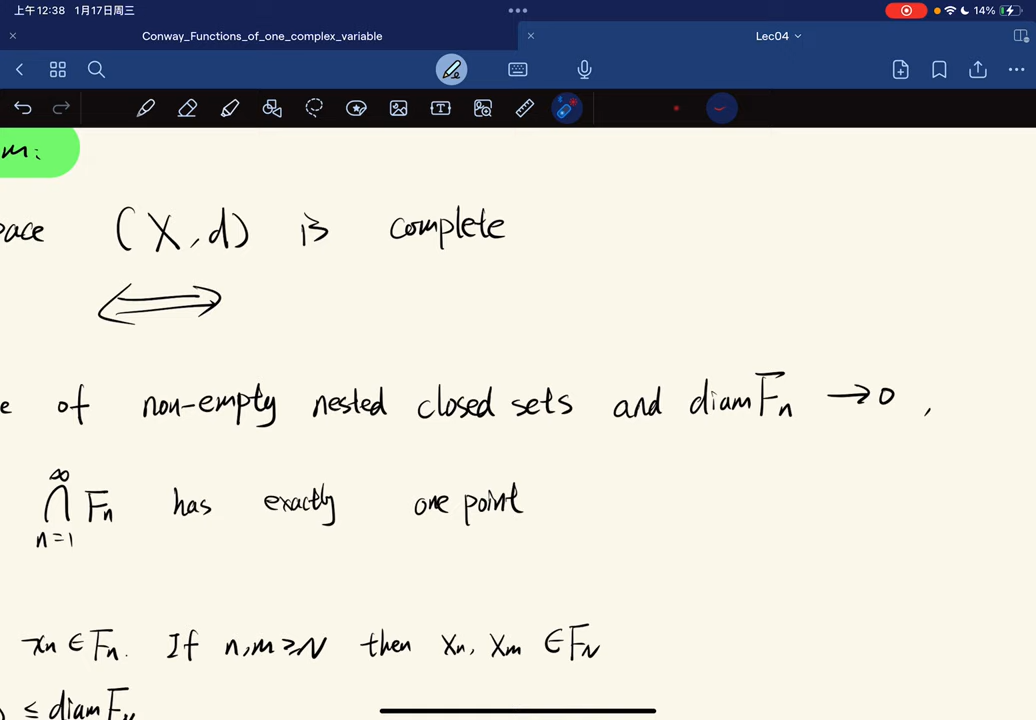 上午12:38 1月17日周三
14%
Conway_Functions_of_one_complex_variable
Lec04
m:
pace (X,d) is complete
⟺
e of non-empty nested closed sets and diam Fn → 0,
∞
⋂ Fn has exactly one point
n=1
xn ∈ Fn. If n,m ≥ N then xn, xm ∈ FN
) ≤ diam FN